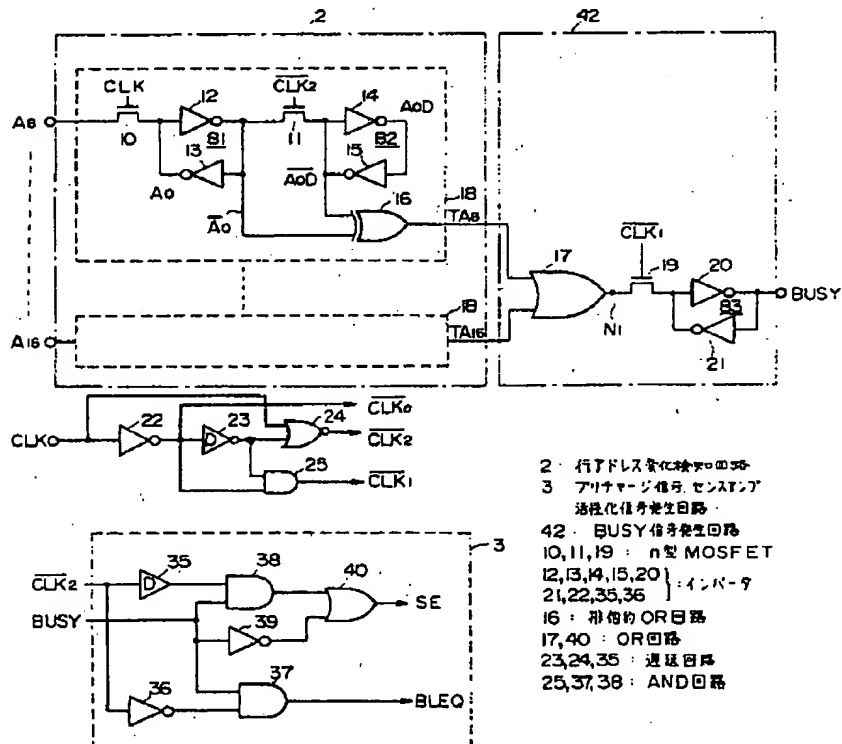 2
42
CLK
CLK2
12
14
A0D
A8
10
B1
11
B2
13
15
A0
A0D
16
18
A0
TA8
CLK1
17
19
20
BUSY
N1
B3
21
18
A16
TA16
CLK0
22
23
24
CLK
D
CLK2
25
CLK1
3
35
38
CLK2
D
40
BUSY
39
SE
37
36
BLEQ
2 : 行アドレス変化検知回路
3 プリチャージ信号、センスアンプ
活性化信号発生回路
42 : BUSY信号発生回路
10,11,19 : n型 MOSFET
12,13,14,15,20
21,22,35,36 } : インバータ
16 : 排他的OR回路
17,40 : OR回路
23,24,35 : 遅延回路
25,37,38 : AND回路